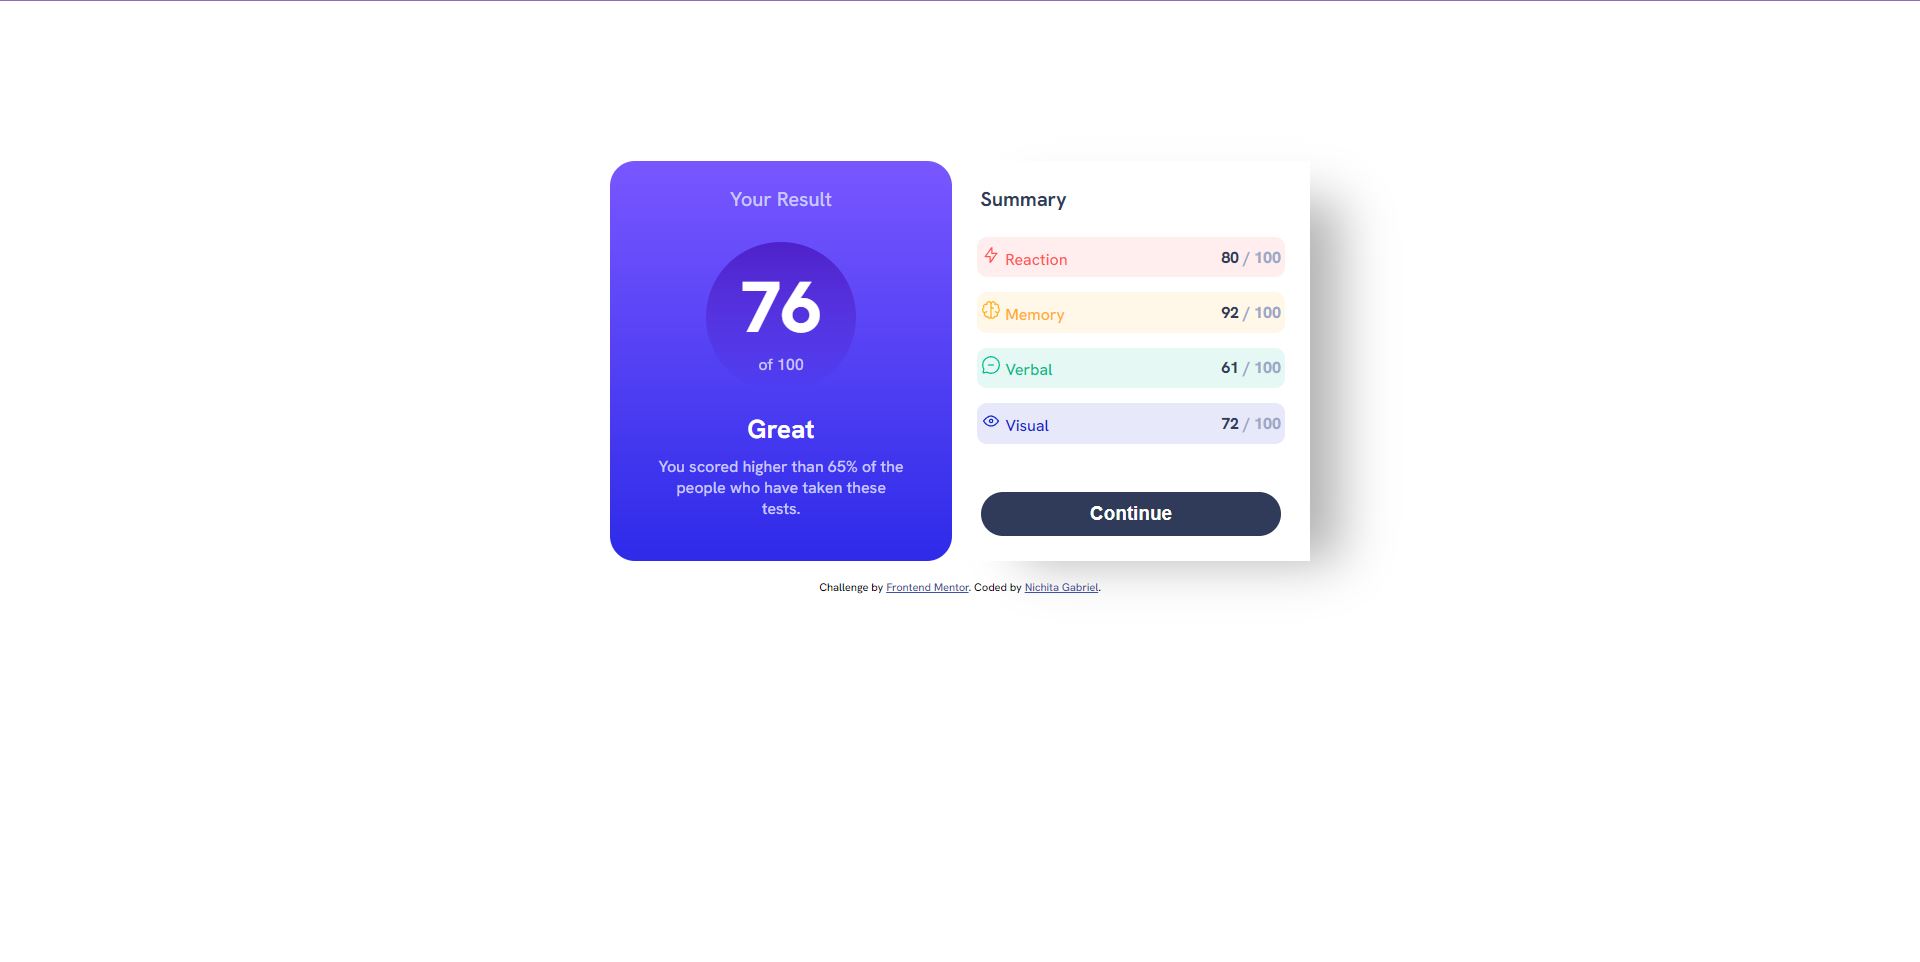 Your Result
76
of 100
Great
You scored higher than 65% of the
people who have taken these
tests.
Summary
Reaction 80 / 100
Memory 92 / 100
Verbal 61 / 100
Visual 72 / 100
Continue
Challenge by Frontend Mentor. Coded by Nichita Gabriel.